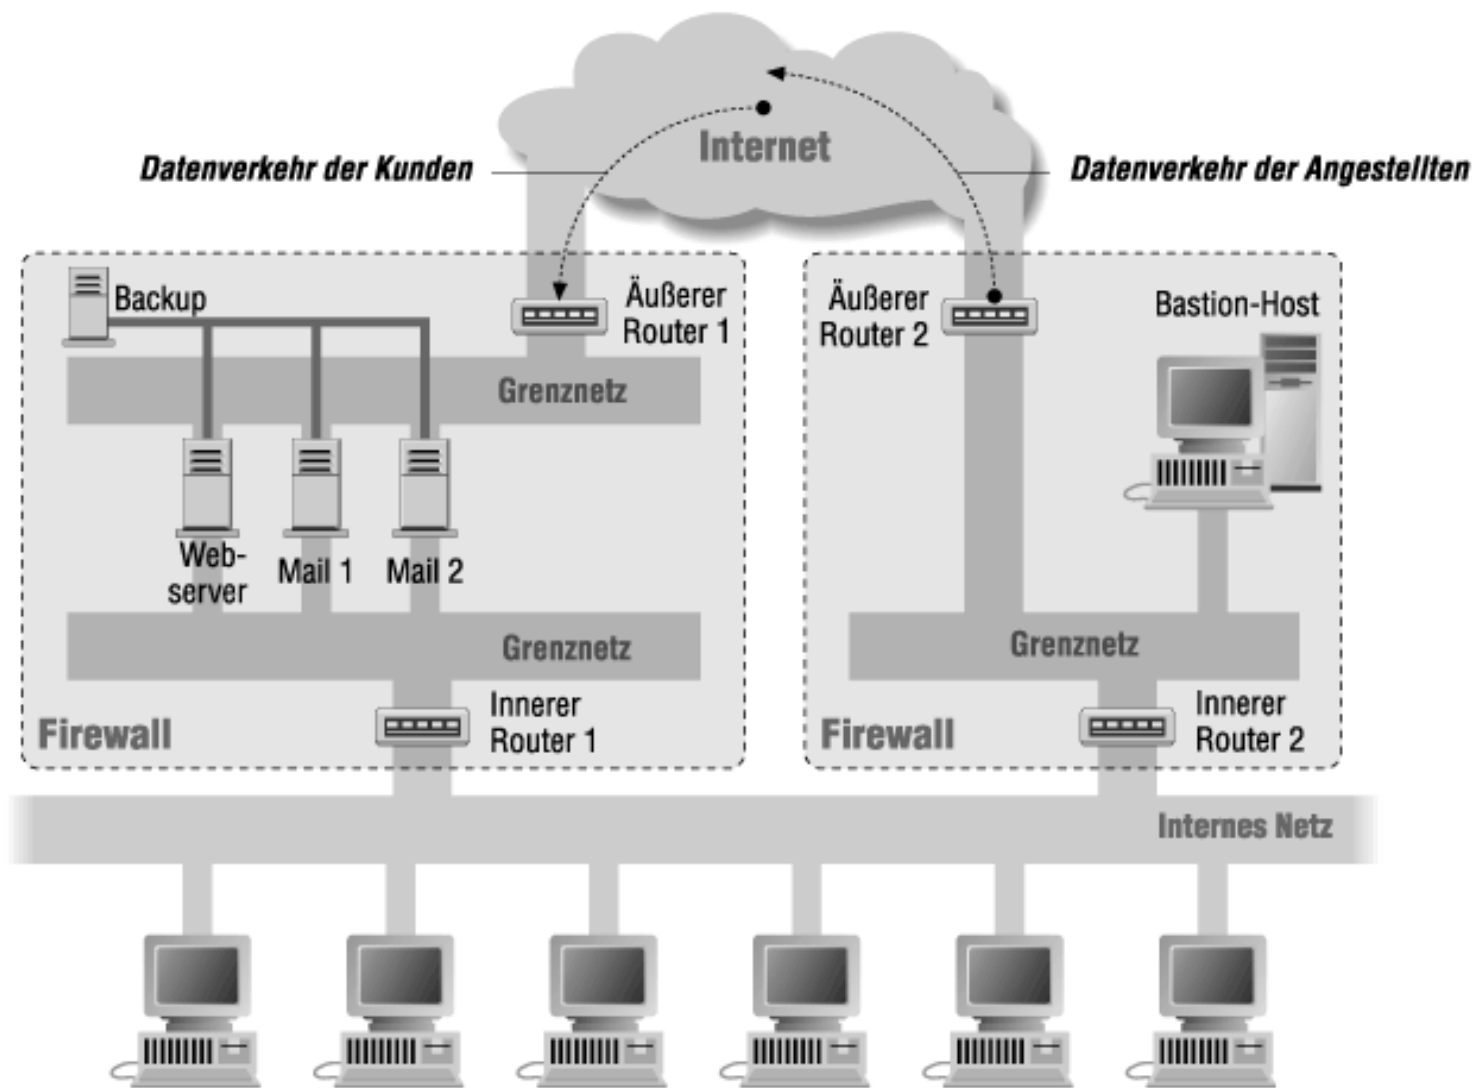 Internet
Datenverkehr der Kunden
Datenverkehr der Angestellten
Backup
Äußerer
Router 1
Grenznetz
Web-
server
Mail 1
Mail 2
Grenznetz
Firewall
Innerer
Router 1
Äußerer
Router 2
Bastion-Host
Grenznetz
Firewall
Innerer
Router 2
Internes Netz